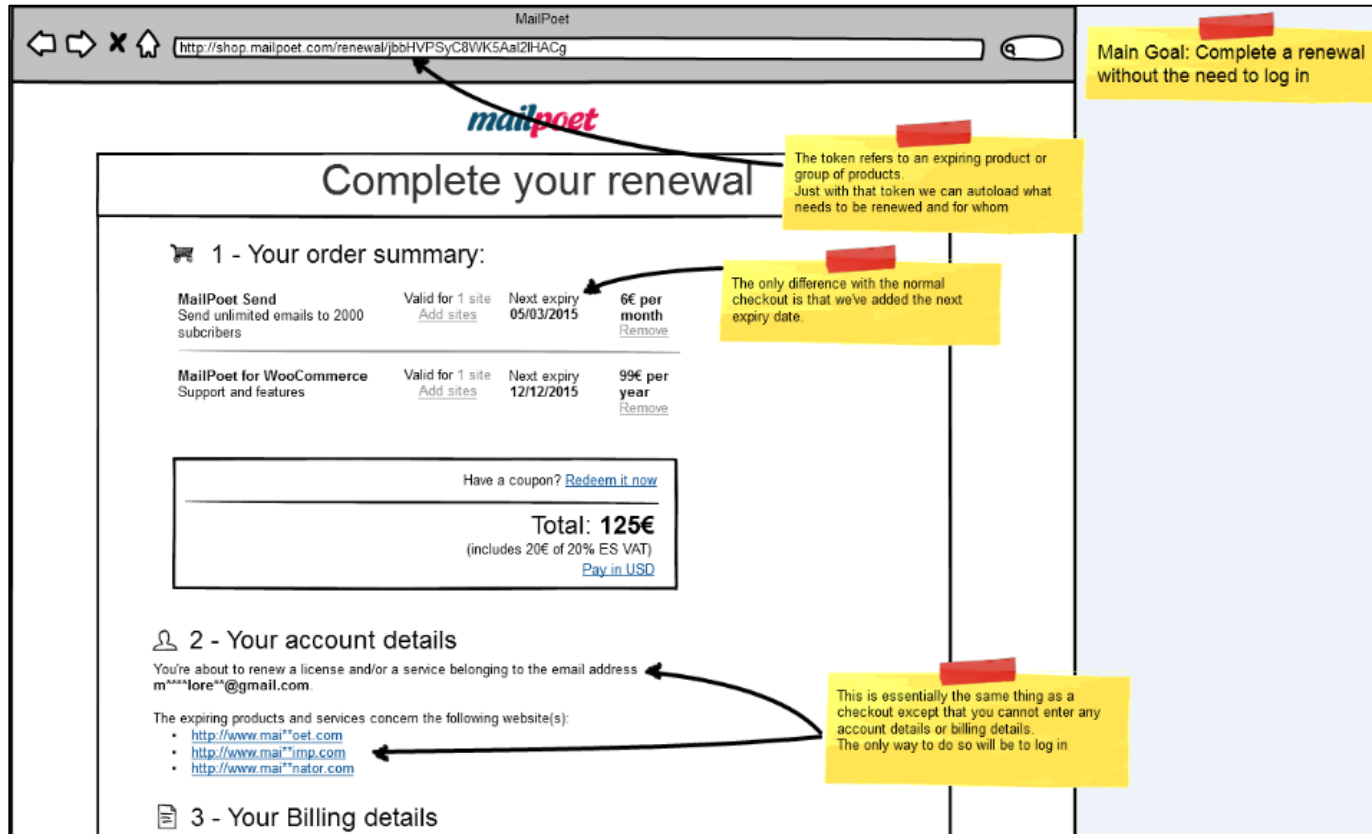 MailPoet
http://shop.mailpoet.com/renewal/jbbHVPSyC8WK5Aal2IHACg
Main Goal: Complete a renewal
without the need to log in
mailpoet
The token refers to an expiring product or
group of products.
Just with that token we can autoload what
needs to be renewed and for whom
Complete your renewal
1 - Your order summary:
The only difference with the normal
checkout is that we've added the next
expiry date.
MailPoet Send
Send unlimited emails to 2000
subcribers
Valid for 1 site
Add sites
Next expiry
05/03/2015
6€ per
month
Remove
MailPoet for WooCommerce
Support and features
Valid for 1 site
Add sites
Next expiry
12/12/2015
99€ per
year
Remove
Have a coupon? Redeem it now
Total: 125€
(includes 20€ of 20% ES VAT)
Pay in USD
2 - Your account details
You're about to renew a license and/or a service belonging to the email address
m****lore**@gmail.com.
The expiring products and services concern the following website(s):
• http://www.mai**oet.com
• http://www.mai**imp.com
• http://www.mai**nator.com
This is essentially the same thing as a
checkout except that you cannot enter any
account details or billing details.
The only way to do so will be to log in
3 - Your Billing details